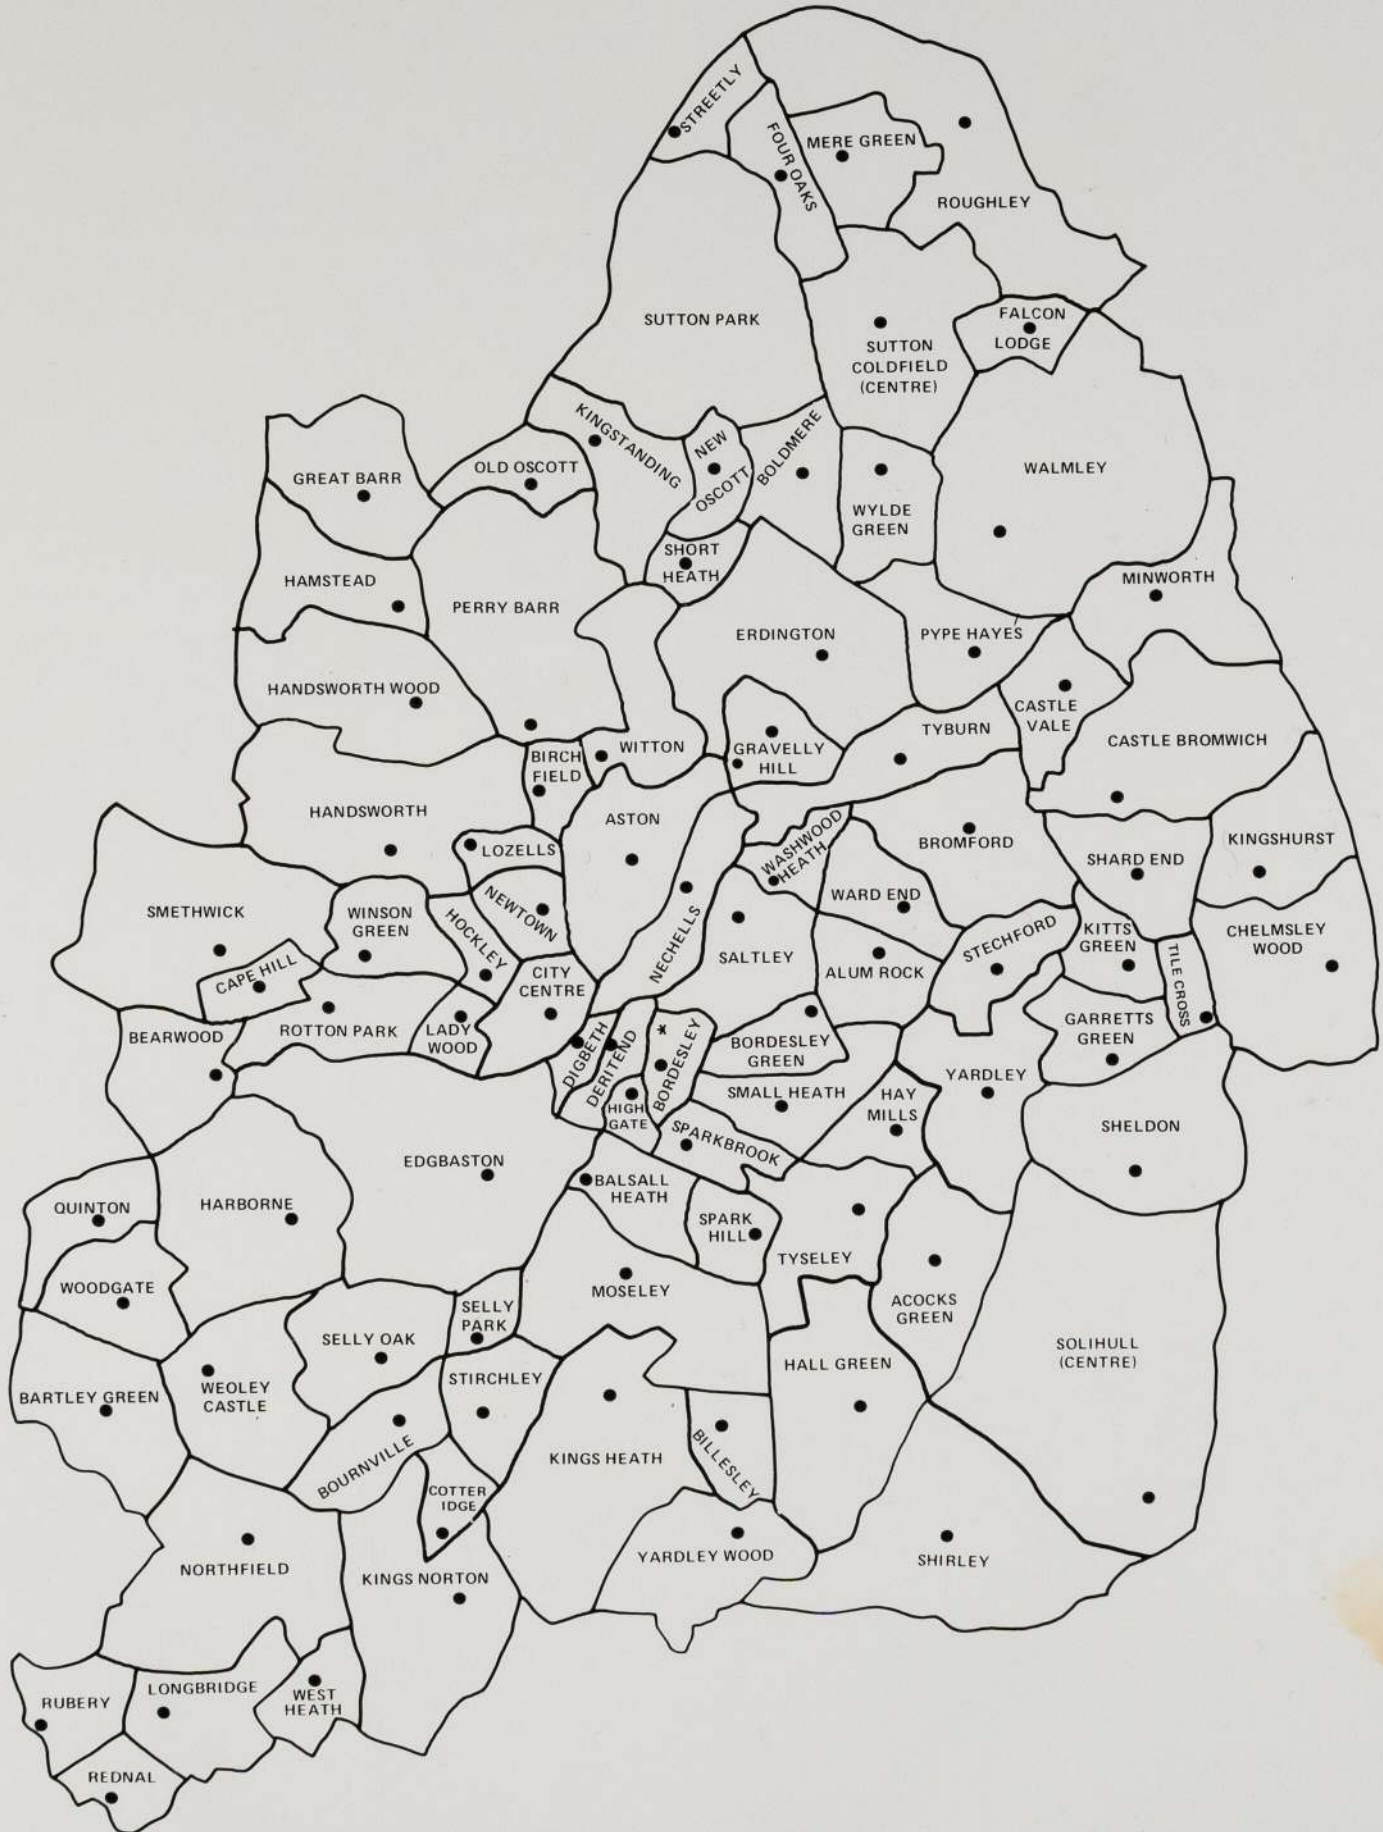 STREETLY
FOUR OAKS
MERE GREEN
ROUGHLEY
SUTTON PARK
FALCON
LODGE
SUTTON
COLDFIELD
(CENTRE)
KINGSTANDING
NEW
OSCOTT
BOLDMERE
GREAT BARR
OLD OSCOTT
WALMLEY
WYLDE
GREEN
SHORT
HEATH
HAMSTEAD
MINWORTH
PERRY BARR
ERDINGTON
PYPE HAYES
HANDSWORTH WOOD
CASTLE
VALE
TYBURN
CASTLE BROMWICH
WITTON
GRAVELLY
HILL
BIRCH
FIELD
HANDSWORTH
ASTON
WASHWOOD
HEATH
BROMFORD
KINGSHURST
LOZELLS
SHARD END
WARD END
NEWTOWN
SMETHWICK
WINSON
GREEN
HOCKLEY
NECHELLS
STECHFORD
KITTS
GREEN
TILE CROSS
CHELMSLEY
WOOD
SALTLEY
ALUM ROCK
CAPE HILL
CITY
CENTRE
BEARWOOD
ROTTON PARK
LADY
WOOD
DIGBETH
DERITEND
*
BORDESLEY
BORDESLEY
GREEN
GARRETTS
GREEN
YARDLEY
SMALL HEATH
HAY
MILLS
HIGH
GATE
SPARKBROOK
SHELDON
EDGBASTON
BALSALL
HEATH
QUINTON
HARBORNE
SPARK
HILL
TYSELEY
WOODGATE
MOSELEY
SELLY
PARK
ACOCKS
GREEN
SELLY OAK
SOLIHULL
(CENTRE)
HALL GREEN
STIRCHLEY
BARTLEY GREEN
WEOLEY
CASTLE
BOURNVILLE
KINGS HEATH
BILLESLEY
COTTER
IDGE
YARDLEY WOOD
SHIRLEY
NORTHFIELD
KINGS NORTON
RUBERY
LONGBRIDGE
WEST
HEATH
REDNAL